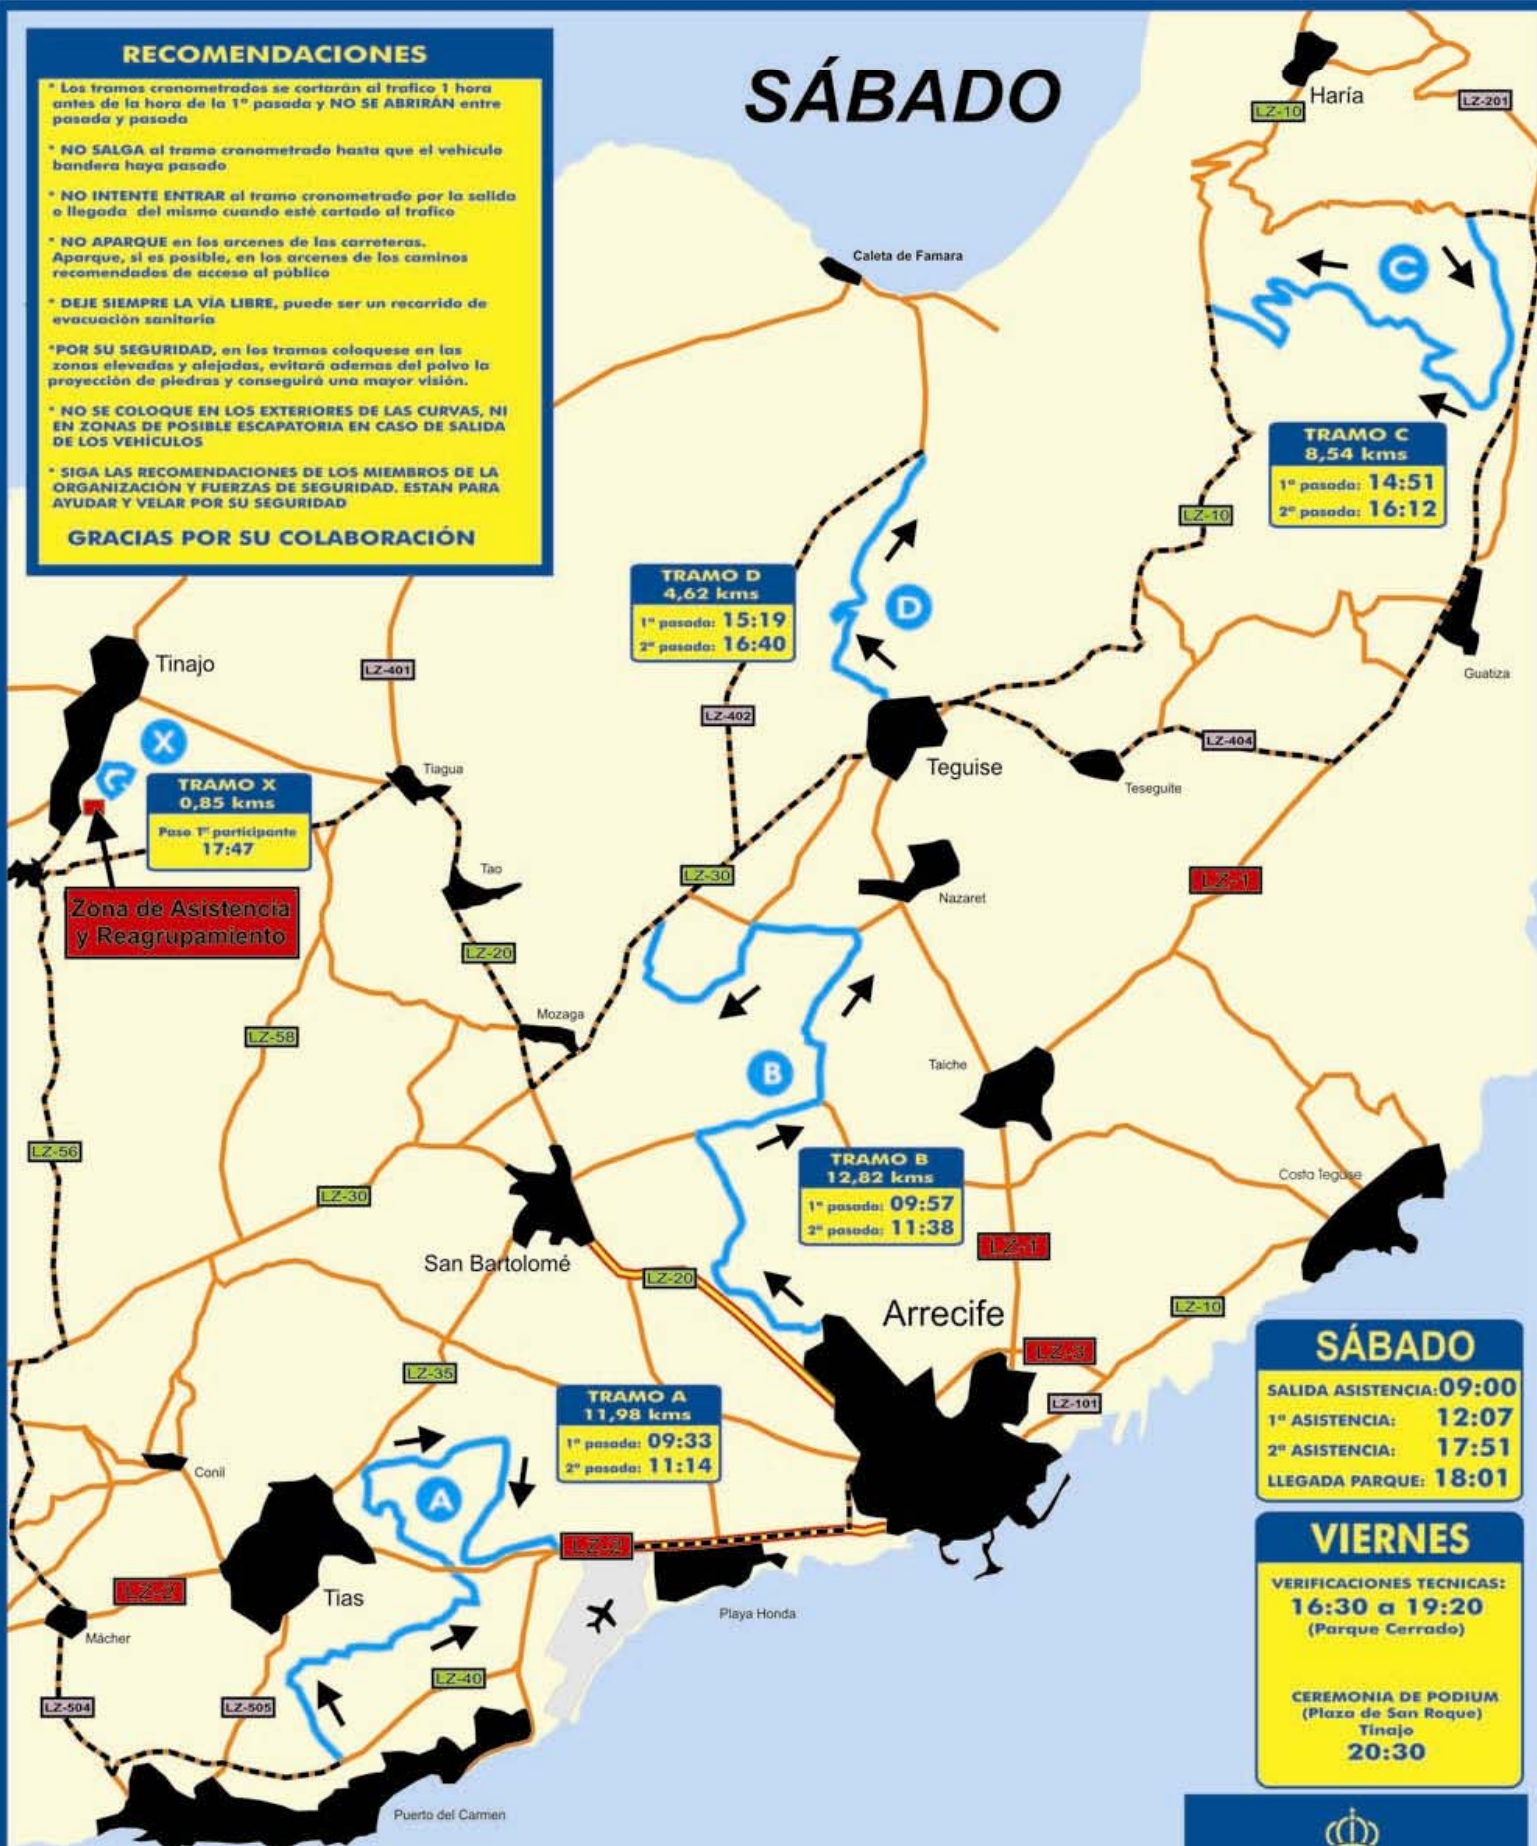 RECOMENDACIONES
* Los tramos cronometrados se cortarán al trafico 1 hora
antes de la hora de la 1ª pasada y NO SE ABRIRÁN entre
pasada y pasada
* NO SALGA al tramo cronometrado hasta que el vehículo
bandera haya pasado
* NO INTENTE ENTRAR al tramo cronometrado por la salida
o llegada del mismo cuando esté cortado al trafico
* NO APARQUE en los arcenes de las carreteras.
Aparque, si es posible, en los arcenes de los caminos
recomendados de acceso al público
* DEJE SIEMPRE LA VÍA LIBRE, puede ser un recorrido de
evacuación sanitaria
*POR SU SEGURIDAD, en los tramos coloquese en las
zonas elevadas y alejadas, evitará ademas del polvo la
proyección de piedras y conseguirá una mayor visión.
* NO SE COLOQUE EN LOS EXTERIORES DE LAS CURVAS, NI
EN ZONAS DE POSIBLE ESCAPATORIA EN CASO DE SALIDA
DE LOS VEHÍCULOS
* SIGA LAS RECOMENDACIONES DE LOS MIEMBROS DE LA
ORGANIZACIÓN Y FUERZAS DE SEGURIDAD. ESTAN PARA
AYUDAR Y VELAR POR SU SEGURIDAD
GRACIAS POR SU COLABORACIÓN
SÁBADO
Haría
LZ-10
LZ-201
Caleta de Famara
C
TRAMO C
8,54 kms
1ª pasada: 14:51
2ª pasada: 16:12
LZ-10
TRAMO D
4,62 kms
1ª pasada: 15:19
2ª pasada: 16:40
D
Tinajo
LZ-401
Guatiza
LZ-402
X
LZ-404
Tiagua
Teguise
Teseguite
TRAMO X
0,85 kms
Paso 1er participante
17:47
Tao
LZ-30
LZ-1
Nazaret
Zona de Asistencia
y Reagrupamiento
LZ-20
Mozaga
LZ-58
B
Taiche
LZ-56
TRAMO B
12,82 kms
1ª pasada: 09:57
2ª pasada: 11:38
Costa Teguise
LZ-30
LZ-1
San Bartolomé
LZ-20
Arrecife
LZ-10
LZ-3
LZ-35
LZ-101
TRAMO A
11,98 kms
1ª pasada: 09:33
2ª pasada: 11:14
SÁBADO
SALIDA ASISTENCIA: 09:00
1ª ASISTENCIA: 12:07
2ª ASISTENCIA: 17:51
LLEGADA PARQUE: 18:01
Conil
A
LZ-2
LZ-2
Tias
Playa Honda
Mácher
LZ-40
LZ-504
LZ-505
Puerto del Carmen
VIERNES
VERIFICACIONES TECNICAS:
16:30 a 19:20
(Parque Cerrado)
CEREMONIA DE PODIUM
(Plaza de San Roque)
Tinajo
20:30